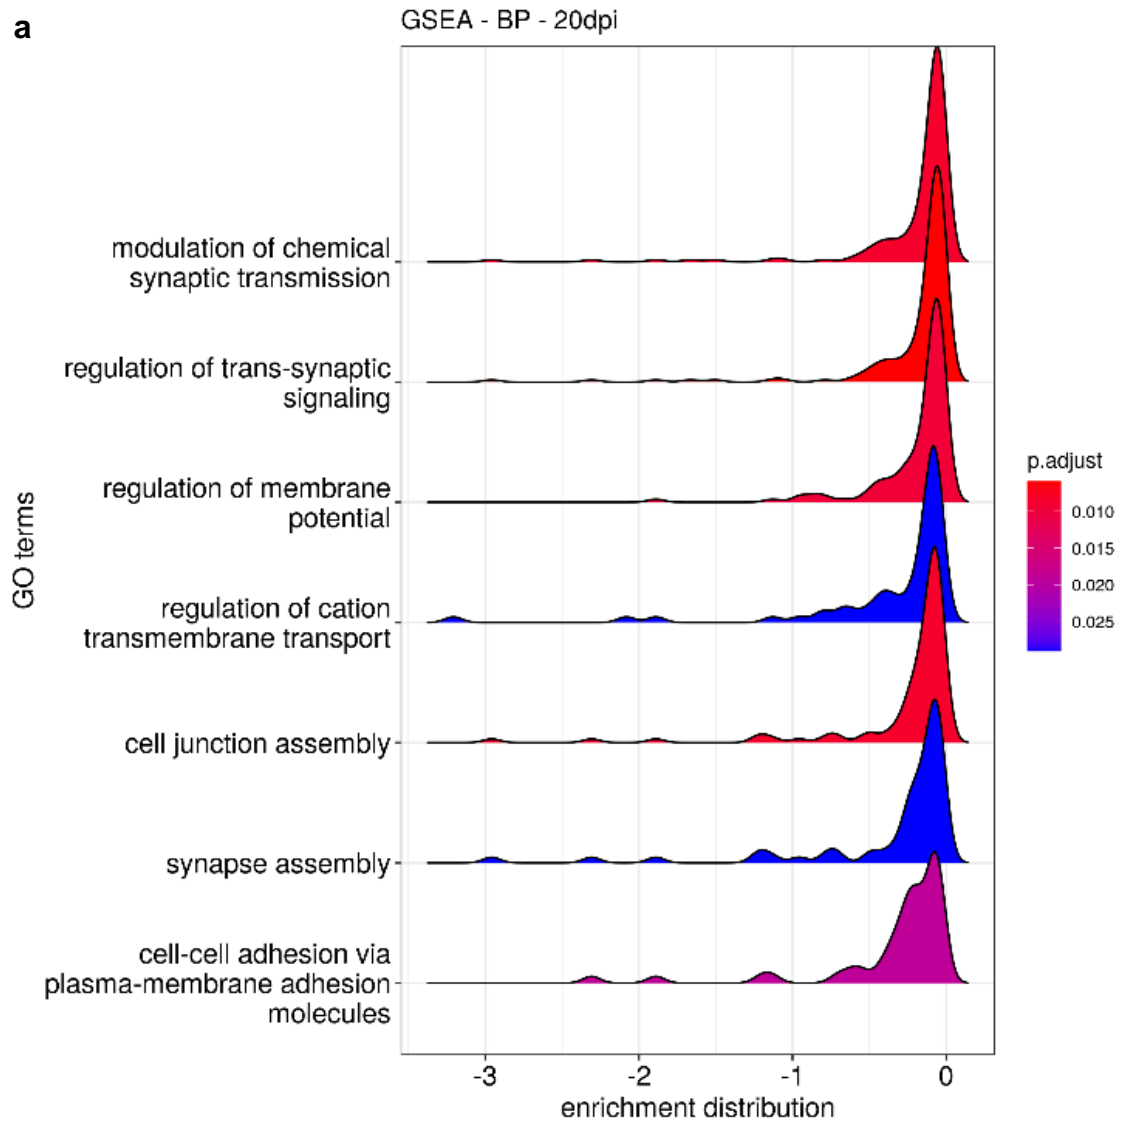 a
GSEA - BP - 20dpi
modulation of chemical
synaptic transmission
regulation of trans-synaptic
signaling
regulation of membrane
potential
regulation of cation
transmembrane transport
cell junction assembly
synapse assembly
cell-cell adhesion via
plasma-membrane adhesion
molecules
GO terms
-3
-2
-1
0
enrichment distribution
p.adjust
0.010
0.015
0.020
0.025